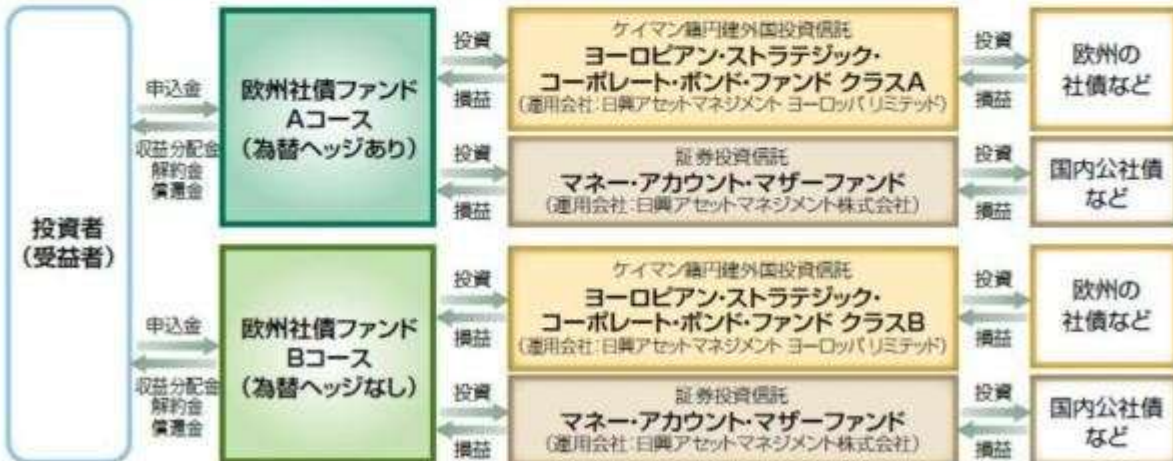 投資者
(受益者)
申込金
収益分配金
解約金
償還金
欧州社債ファンド
Aコース
(為替ヘッジあり)
投資
損益
ケイマン籍円建外国投資信託
ヨーロピアン・ストラテジック・
コーポレート・ボンド・ファンド クラスA
(運用会社:日興アセットマネジメント ヨーロッパ リミテッド)
投資
損益
欧州の
社債など
投資
損益
証券投資信託
マネー・アカウント・マザーファンド
(運用会社:日興アセットマネジメント株式会社)
投資
損益
国内公社債
など
申込金
収益分配金
解約金
償還金
欧州社債ファンド
Bコース
(為替ヘッジなし)
投資
損益
ケイマン籍円建外国投資信託
ヨーロピアン・ストラテジック・
コーポレート・ボンド・ファンド クラスB
(運用会社:日興アセットマネジメント ヨーロッパ リミテッド)
投資
損益
欧州の
社債など
投資
損益
証券投資信託
マネー・アカウント・マザーファンド
(運用会社:日興アセットマネジメント株式会社)
投資
損益
国内公社債
など